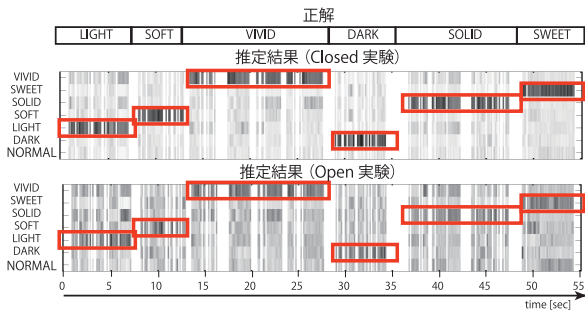 正解
LIGHT SOFT VIVID DARK SOLID SWEET
推定結果 (Closed 実験)
VIVID
SWEET
SOLID
SOFT
LIGHT
DARK
NORMAL
推定結果 (Open 実験)
VIVID
SWEET
SOLID
SOFT
LIGHT
DARK
NORMAL
0 5 10 15 20 25 30 35 40 45 50 55
time [sec]